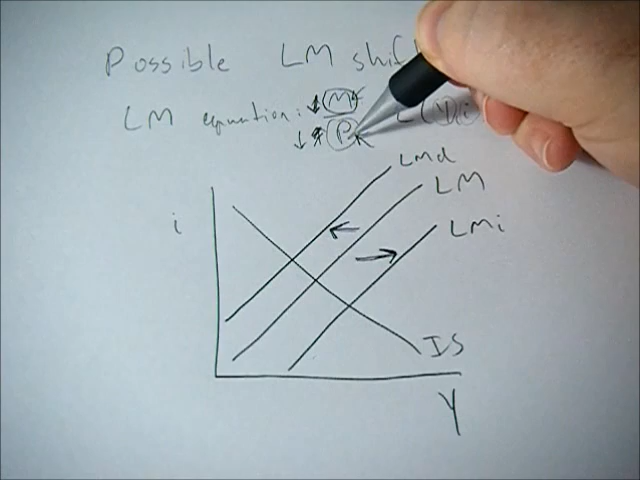 Possible LM shif
LM equation: ↓ M
↓ P L(Y, i
LMd
LM
i
LMi
IS
Y